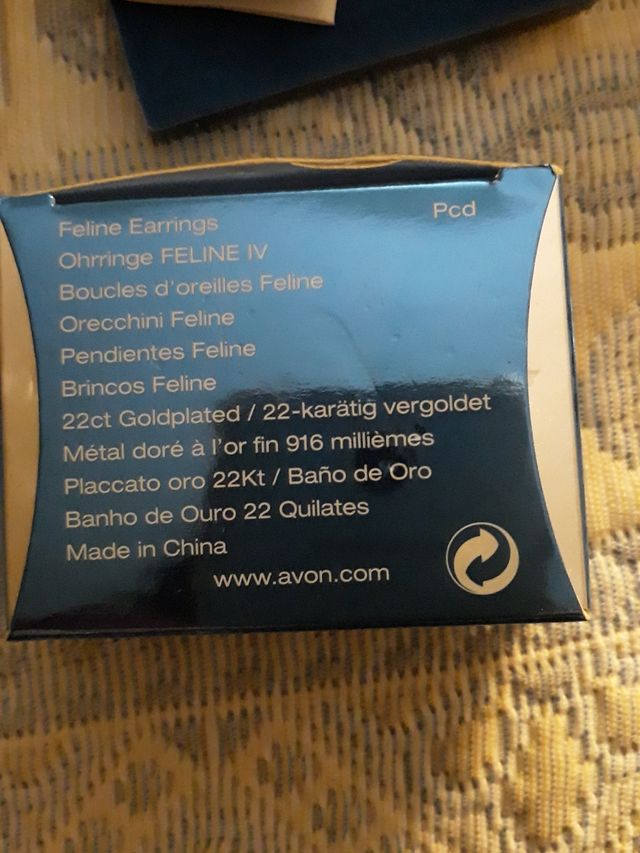 Feline Earrings Pcd
Ohrringe FELINE IV
Boucles d'oreilles Feline
Orecchini Feline
Pendientes Feline
Brincos Feline
22ct Goldplated / 22-karätig vergoldet
Métal doré à l'or fin 916 millièmes
Placcato oro 22Kt / Baño de Oro
Banho de Ouro 22 Quilates
Made in China
www.avon.com